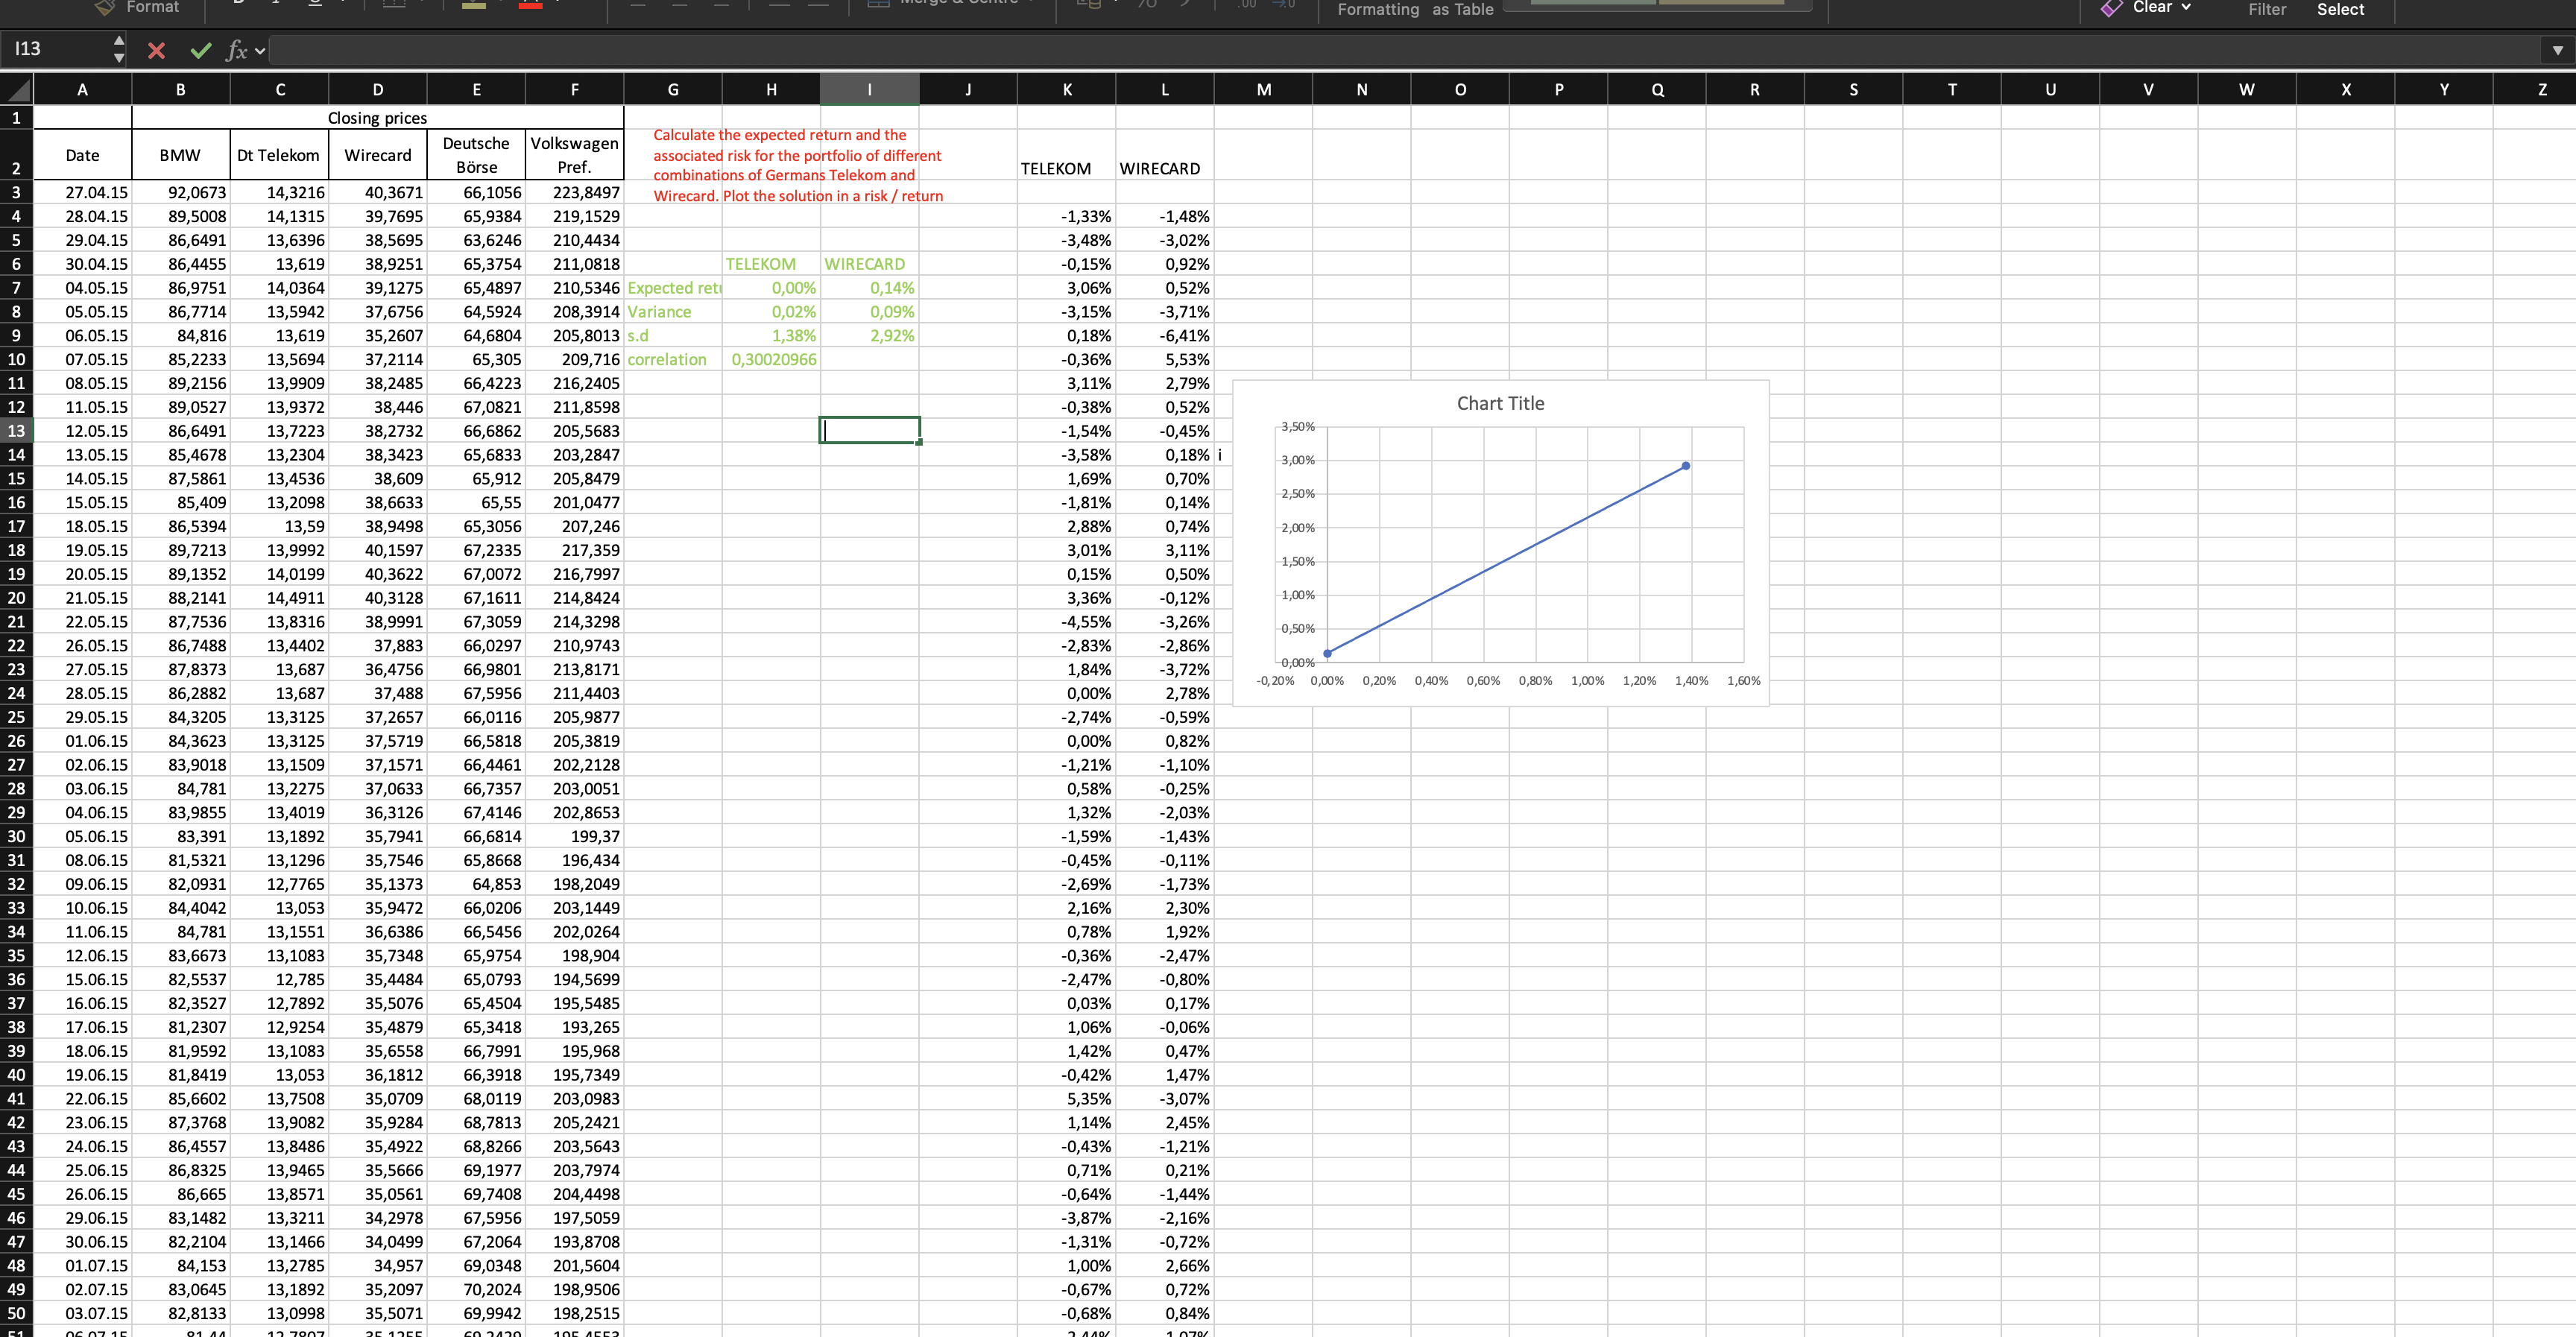 Format
Merge & Centre
Formatting as Table
Clear
Filter Select
I13 fx
A B C D E F G H I J K L M N O P Q R S T U V W X Y Z
1 Closing prices
2 Date BMW Dt Telekom Wirecard Deutsche Börse Volkswagen Pref. TELEKOM WIRECARD
Calculate the expected return and the
associated risk for the portfolio of different
combinations of Germans Telekom and
Wirecard. Plot the solution in a risk / return
3 27.04.15 92,0673 14,3216 40,3671 66,1056 223,8497
4 28.04.15 89,5008 14,1315 39,7695 65,9384 219,1529 -1,33% -1,48%
5 29.04.15 86,6491 13,6396 38,5695 63,6246 210,4434 -3,48% -3,02%
6 30.04.15 86,4455 13,619 38,9251 65,3754 211,0818 TELEKOM WIRECARD -0,15% 0,92%
7 04.05.15 86,9751 14,0364 39,1275 65,4897 210,5346 Expected retu 0,00% 0,14% 3,06% 0,52%
8 05.05.15 86,7714 13,5942 37,6756 64,5924 208,3914 Variance 0,02% 0,09% -3,15% -3,71%
9 06.05.15 84,816 13,619 35,2607 64,6804 205,8013 s.d 1,38% 2,92% 0,18% -6,41%
10 07.05.15 85,2233 13,5694 37,2114 65,305 209,716 correlation 0,30020966 -0,36% 5,53%
11 08.05.15 89,2156 13,9909 38,2485 66,4223 216,2405 3,11% 2,79%
12 11.05.15 89,0527 13,9372 38,446 67,0821 211,8598 -0,38% 0,52%
13 12.05.15 86,6491 13,7223 38,2732 66,6862 205,5683 -1,54% -0,45%
14 13.05.15 85,4678 13,2304 38,3423 65,6833 203,2847 -3,58% 0,18% i
15 14.05.15 87,5861 13,4536 38,609 65,912 205,8479 1,69% 0,70%
16 15.05.15 85,409 13,2098 38,6633 65,55 201,0477 -1,81% 0,14%
17 18.05.15 86,5394 13,59 38,9498 65,3056 207,246 2,88% 0,74%
18 19.05.15 89,7213 13,9992 40,1597 67,2335 217,359 3,01% 3,11%
19 20.05.15 89,1352 14,0199 40,3622 67,0072 216,7997 0,15% 0,50%
20 21.05.15 88,2141 14,4911 40,3128 67,1611 214,8424 3,36% -0,12%
21 22.05.15 87,7536 13,8316 38,9991 67,3059 214,3298 -4,55% -3,26%
22 26.05.15 86,7488 13,4402 37,883 66,0297 210,9743 -2,83% -2,86%
23 27.05.15 87,8373 13,687 36,4756 66,9801 213,8171 1,84% -3,72%
24 28.05.15 86,2882 13,687 37,488 67,5956 211,4403 0,00% 2,78%
25 29.05.15 84,3205 13,3125 37,2657 66,0116 205,9877 -2,74% -0,59%
26 01.06.15 84,3623 13,3125 37,5719 66,5818 205,3819 0,00% 0,82%
27 02.06.15 83,9018 13,1509 37,1571 66,4461 202,2128 -1,21% -1,10%
28 03.06.15 84,781 13,2275 37,0633 66,7357 203,0051 0,58% -0,25%
29 04.06.15 83,9855 13,4019 36,3126 67,4146 202,8653 1,32% -2,03%
30 05.06.15 83,391 13,1892 35,7941 66,6814 199,37 -1,59% -1,43%
31 08.06.15 81,5321 13,1296 35,7546 65,8668 196,434 -0,45% -0,11%
32 09.06.15 82,0931 12,7765 35,1373 64,853 198,2049 -2,69% -1,73%
33 10.06.15 84,4042 13,053 35,9472 66,0206 203,1449 2,16% 2,30%
34 11.06.15 84,781 13,1551 36,6386 66,5456 202,0264 0,78% 1,92%
35 12.06.15 83,6673 13,1083 35,7348 65,9754 198,904 -0,36% -2,47%
36 15.06.15 82,5537 12,785 35,4484 65,0793 194,5699 -2,47% -0,80%
37 16.06.15 82,3527 12,7892 35,5076 65,4504 195,5485 0,03% 0,17%
38 17.06.15 81,2307 12,9254 35,4879 65,3418 193,265 1,06% -0,06%
39 18.06.15 81,9592 13,1083 35,6558 66,7991 195,968 1,42% 0,47%
40 19.06.15 81,8419 13,053 36,1812 66,3918 195,7349 -0,42% 1,47%
41 22.06.15 85,6602 13,7508 35,0709 68,0119 203,0983 5,35% -3,07%
42 23.06.15 87,3768 13,9082 35,9284 68,7813 205,2421 1,14% 2,45%
43 24.06.15 86,4557 13,8486 35,4922 68,8266 203,5643 -0,43% -1,21%
44 25.06.15 86,8325 13,9465 35,5666 69,1977 203,7974 0,71% 0,21%
45 26.06.15 86,665 13,8571 35,0561 69,7408 204,4498 -0,64% -1,44%
46 29.06.15 83,1482 13,3211 34,2978 67,5956 197,5059 -3,87% -2,16%
47 30.06.15 82,2104 13,1466 34,0499 67,2064 193,8708 -1,31% -0,72%
48 01.07.15 84,153 13,2785 34,957 69,0348 201,5604 1,00% 2,66%
49 02.07.15 83,0645 13,1892 35,2097 70,2024 198,9506 -0,67% 0,72%
50 03.07.15 82,8133 13,0998 35,5071 69,9942 198,2515 -0,68% 0,84%
Chart Title
3,50%
3,00%
2,50%
2,00%
1,50%
1,00%
0,50%
0,00%
-0,20% 0,00% 0,20% 0,40% 0,60% 0,80% 1,00% 1,20% 1,40% 1,60%